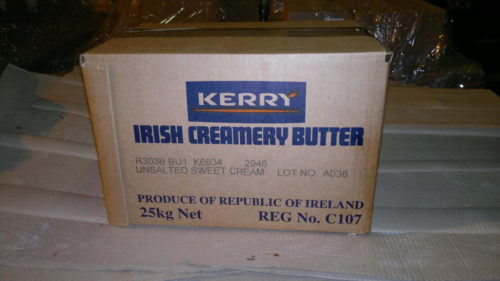 KERRY
IRISH CREAMERY BUTTER
R303B BU1 K6934 2946
UNSALTED SWEET CREAM LOT NO. A038
PRODUCE OF REPUBLIC OF IRELAND
25kg Net REG No. C107